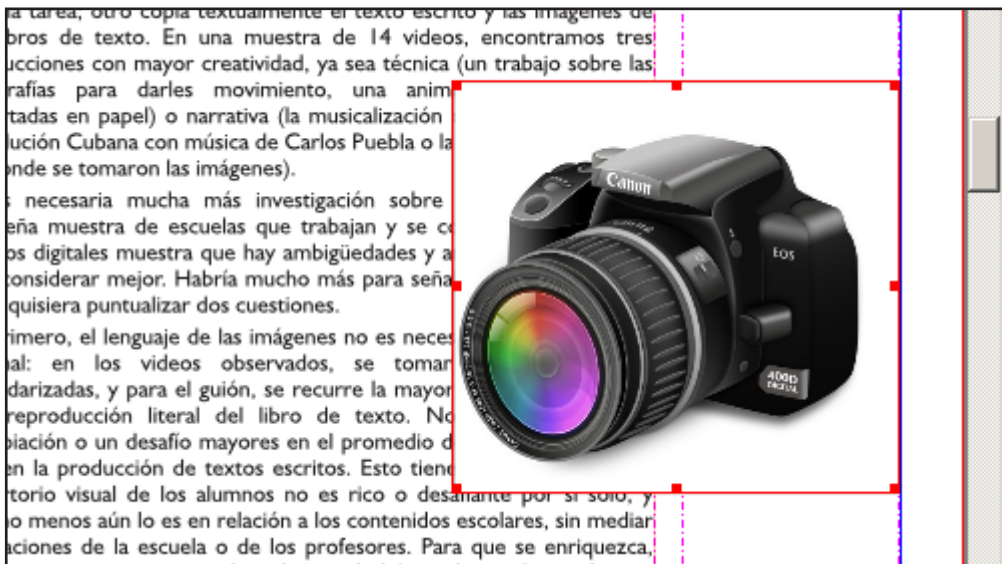 la tarea, otro copia textualmente el texto escrito y las imágenes de
bros de texto. En una muestra de 14 videos, encontramos tres
ucciones con mayor creatividad, ya sea técnica (un trabajo sobre las
rafías para darles movimiento, una anim
rtadas en papel) o narrativa (la musicalización
lución Cubana con música de Carlos Puebla o la
onde se tomaron las imágenes).
s necesaria mucha más investigación sobre
eña muestra de escuelas que trabajan y se co
os digitales muestra que hay ambigüedades y a
considerar mejor. Habría mucho más para seña
quisiera puntualizar dos cuestiones.
rimero, el lenguaje de las imágenes no es neces
al: en los videos observados, se tomar
darizadas, y para el guión, se recurre la mayor
reproducción literal del libro de texto. No
piación o un desafío mayores en el promedio d
en la producción de textos escritos. Esto tiene
rtorio visual de los alumnos no es rico o desafiante por sí solo, y
no menos aún lo es en relación a los contenidos escolares, sin mediar
aciones de la escuela o de los profesores. Para que se enriquezca,
Canon
EOS
400D
DIGITAL